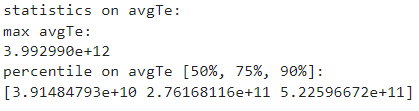 statistics on avgTe:
max avgTe:
3.992990e+12
percentile on avgTe [50%, 75%, 90%]:
[3.91484793e+10 2.76168116e+11 5.22596672e+11]